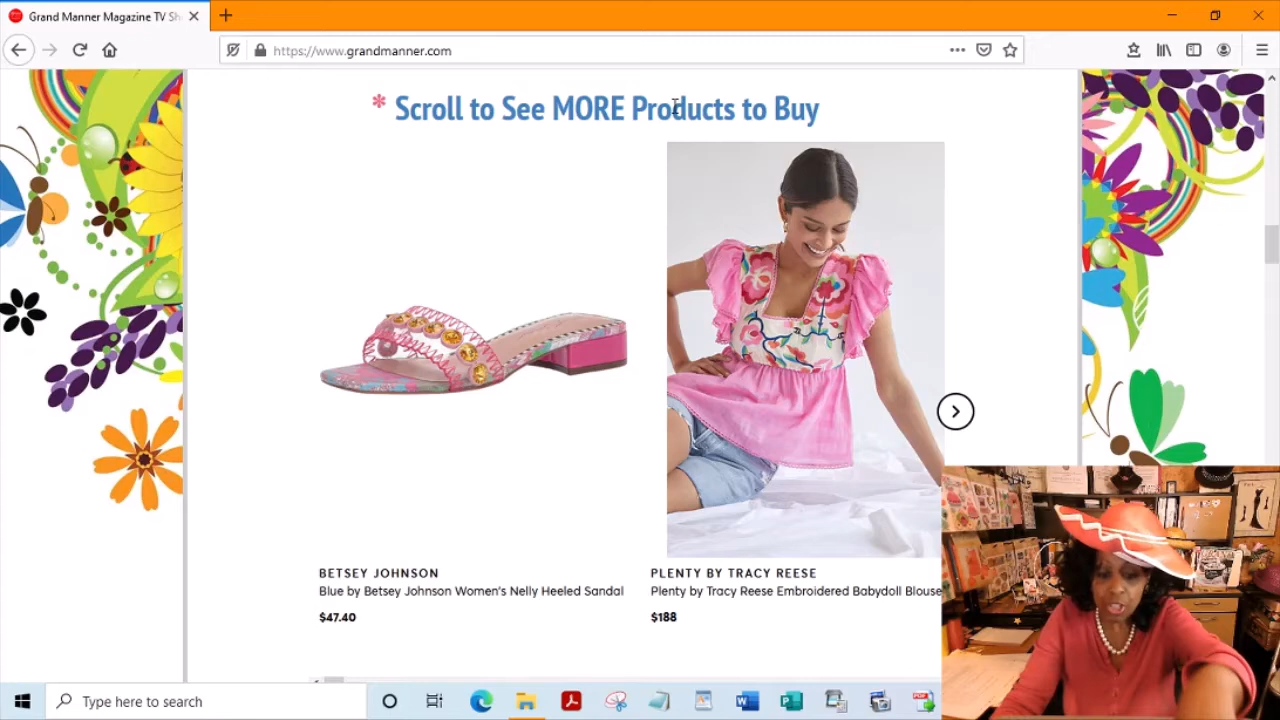 Grand Manner Magazine TV Sh
https://www.grandmanner.com
* Scroll to See MORE Products to Buy
BETSEY JOHNSON
Blue by Betsey Johnson Women's Nelly Heeled Sandal
$47.40
PLENTY BY TRACY REESE
Plenty by Tracy Reese Embroidered Babydoll Blouse
$188
Type here to search